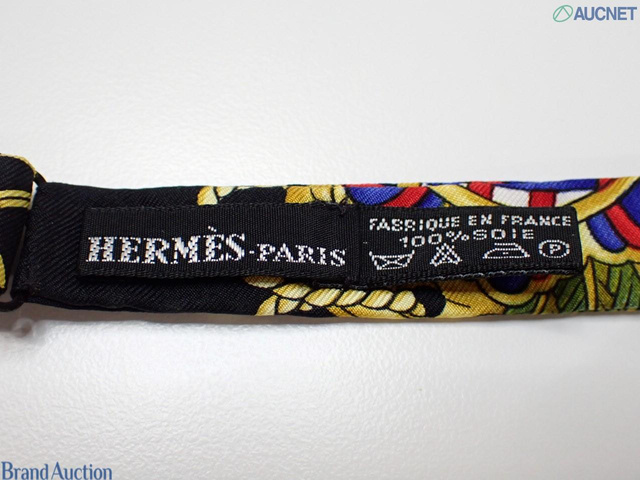 AUCNET
HERMÈS-PARIS
FABRIQUE EN FRANCE
100% SOIE
P
Brand Auction